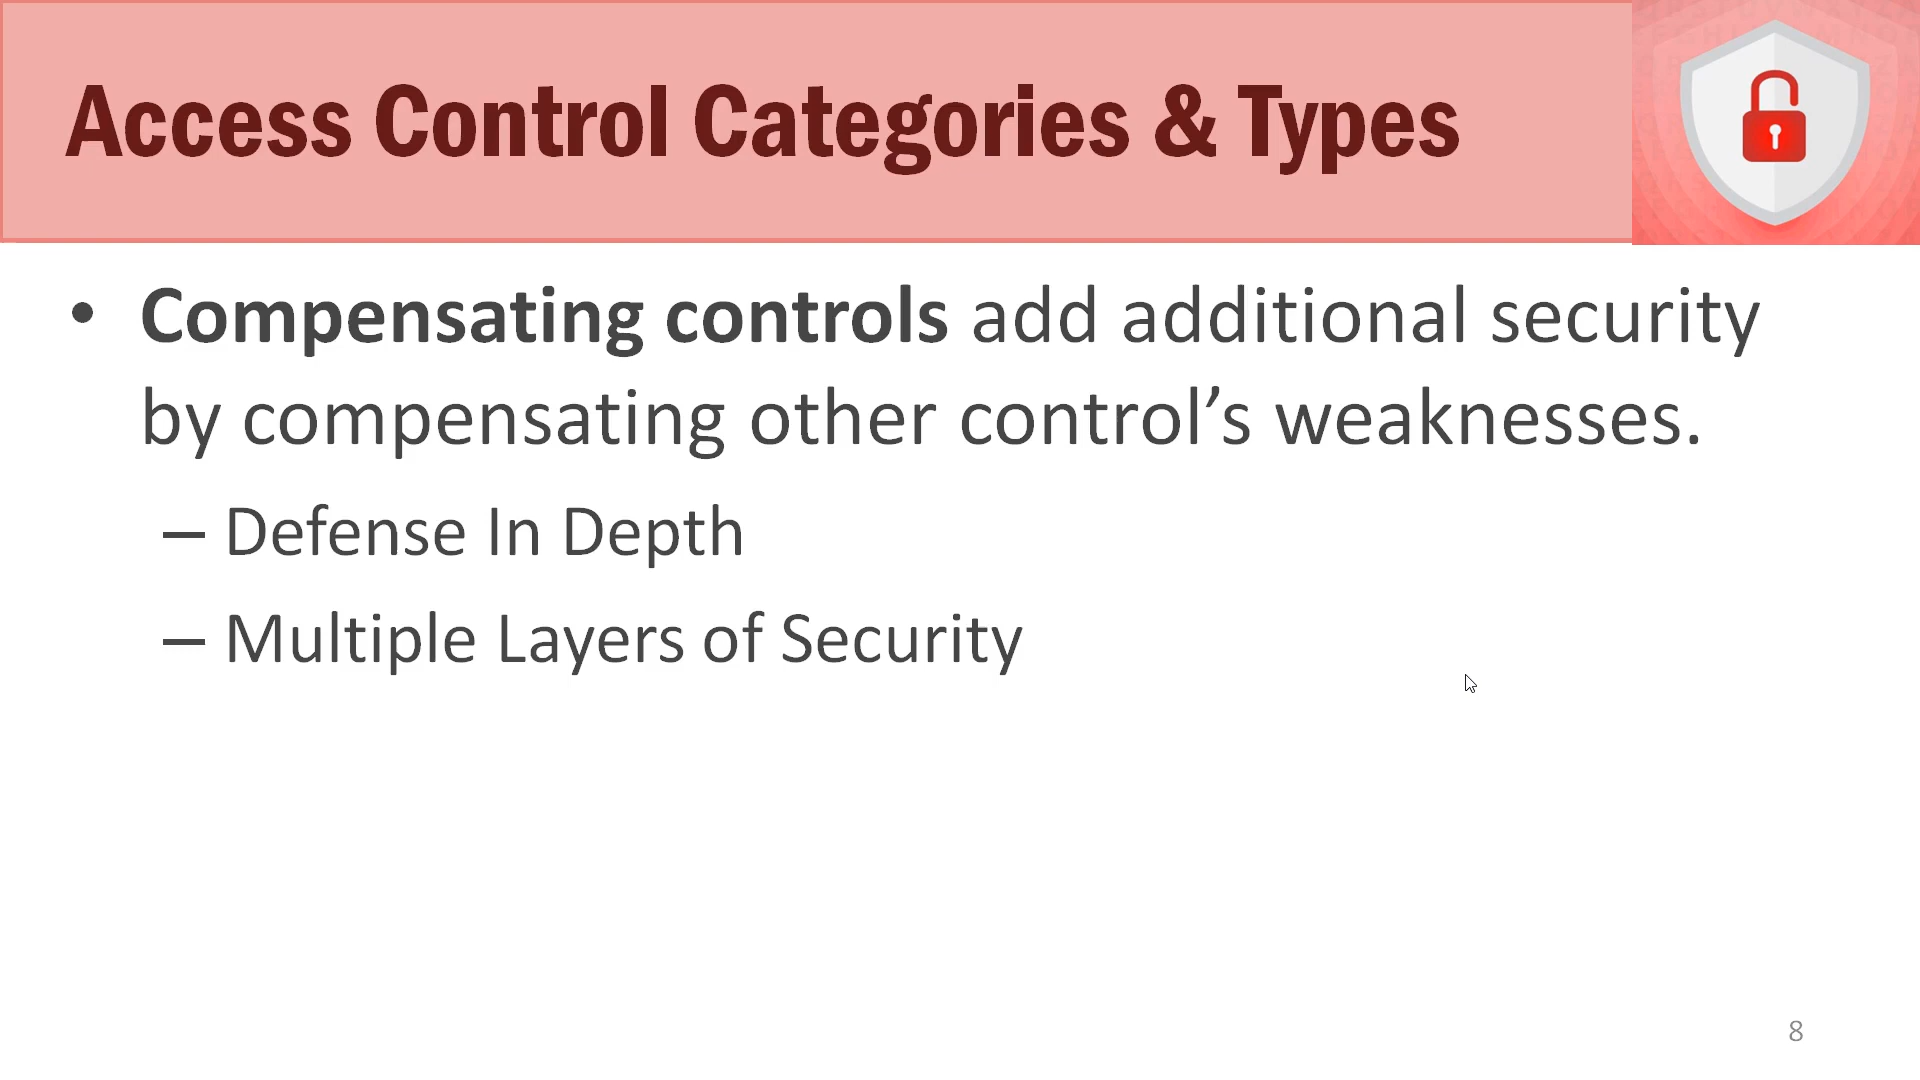 Access Control Categories & Types
• Compensating controls add additional security
by compensating other control’s weaknesses.
– Defense In Depth
– Multiple Layers of Security
8